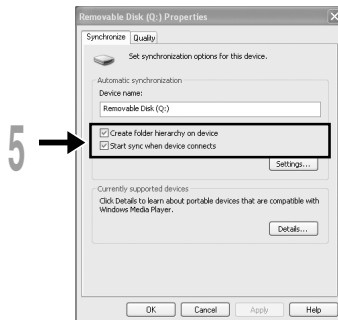 Removable Disk (Q:) Properties
Synchronize Quality
Set synchronization options for this device.
Automatic synchronization
Device name:
Removable Disk (Q:)
Create folder hierarchy on device
5
Start sync when device connects
Settings...
Currently supported devices
Click Details to learn about portable devices that are compatible with
Windows Media Player.
Details...
OK Cancel Apply Help